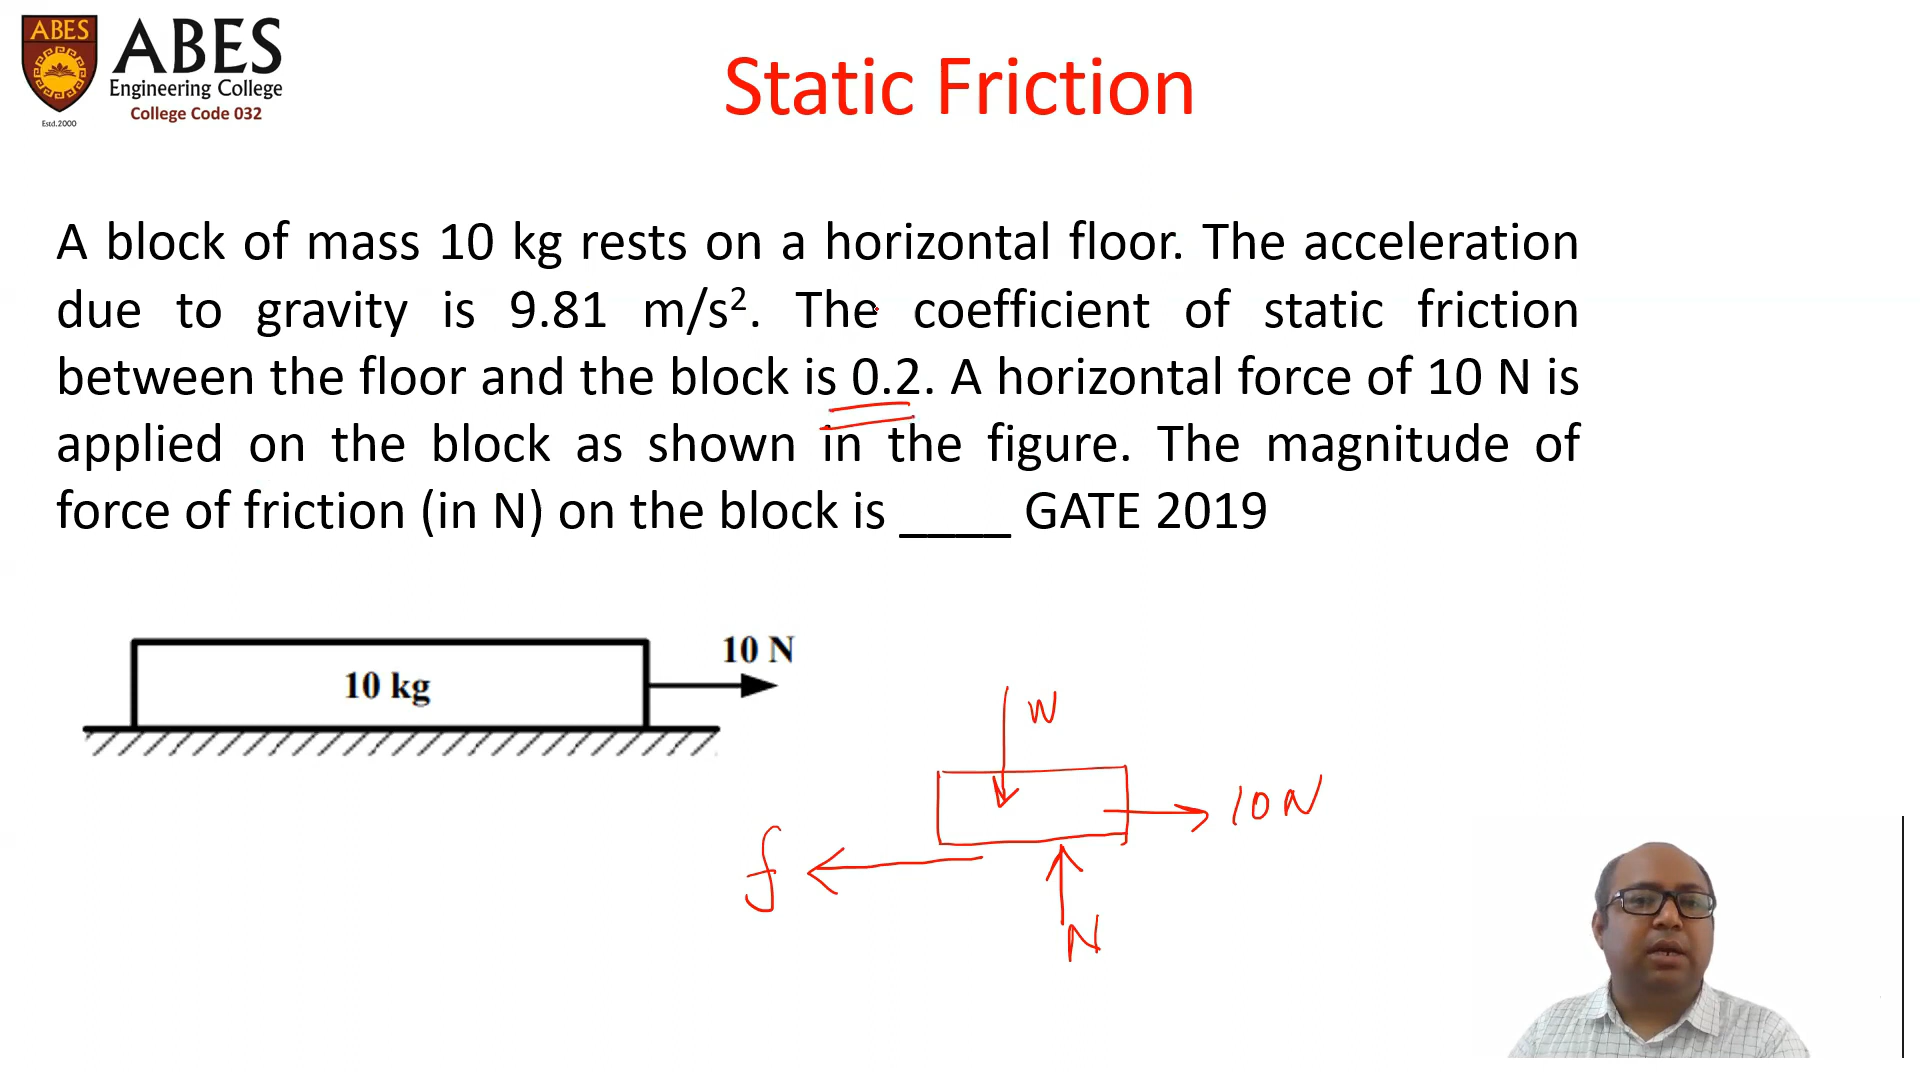 ABES
ABES
Engineering College
College Code 032
Estd.2000
Static Friction
A block of mass 10 kg rests on a horizontal floor. The acceleration
due to gravity is 9.81 m/s². The coefficient of static friction
between the floor and the block is 0.2. A horizontal force of 10 N is
applied on the block as shown in the figure. The magnitude of
force of friction (in N) on the block is ____ GATE 2019
10 N
10 kg
W
10 N
f
N